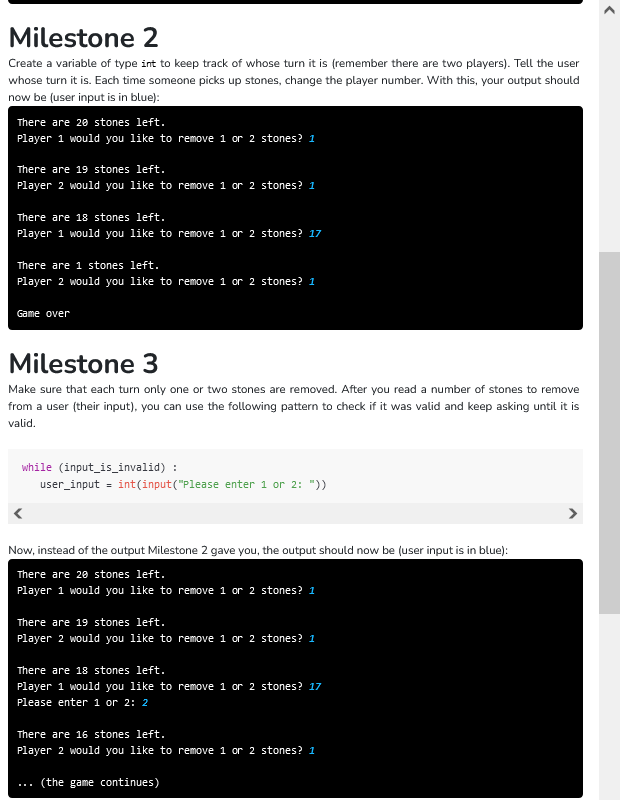 Milestone 2
Create a variable of type int to keep track of whose turn it is (remember there are two players). Tell the user
whose turn it is. Each time someone picks up stones, change the player number. With this, your output should
now be (user input is in blue):
There are 20 stones left.
Player 1 would you like to remove 1 or 2 stones? 1
There are 19 stones left.
Player 2 would you like to remove 1 or 2 stones? 1
There are 18 stones left.
Player 1 would you like to remove 1 or 2 stones? 17
There are 1 stones left.
Player 2 would you like to remove 1 or 2 stones? 1
Game over
Milestone 3
Make sure that each turn only one or two stones are removed. After you read a number of stones to remove
from a user (their input), you can use the following pattern to check if it was valid and keep asking until it is
valid.
while (input_is_invalid) :
user_input = int(input("Please enter 1 or 2: "))
Now, instead of the output Milestone 2 gave you, the output should now be (user input is in blue):
There are 20 stones left.
Player 1 would you like to remove 1 or 2 stones? 1
There are 19 stones left.
Player 2 would you like to remove 1 or 2 stones? 1
There are 18 stones left.
Player 1 would you like to remove 1 or 2 stones? 17
Please enter 1 or 2: 2
There are 16 stones left.
Player 2 would you like to remove 1 or 2 stones? 1
... (the game continues)